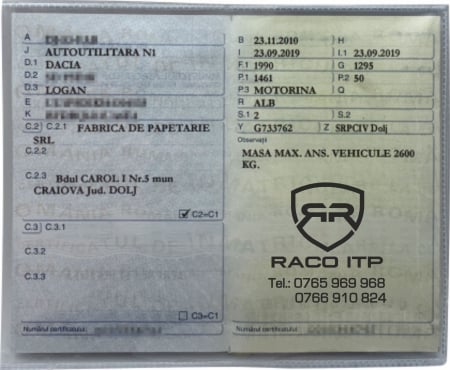 A
J AUTOUTILITARA N1
D.1 DACIA
D.2
D.3 LOGAN
E
K
C.2) C.2.1 FABRICA DE PAPETARIE
SRL
C.2.2
C.2.3 Bdul CAROL I Nr.5 mun
CRAIOVA Jud. DOLJ
C2=C1
C.3) C.3.1
C.3.2
C.3.3
C3=C1
Numărul certificatului:
B 23.11.2010 H
I 23.09.2019 I.1 23.09.2019
F.1 1990 G 1295
P.1 1461 P.2 50
P.3 MOTORINA Q
R ALB
S.1 2 S.2
Y G733762 Z SRPCIV Dolj
Observații
MASA MAX. ANS. VEHICULE 2600
KG.
RR
RACO ITP
Tel.: 0765 969 968
0766 910 824
Numărul certificatului: